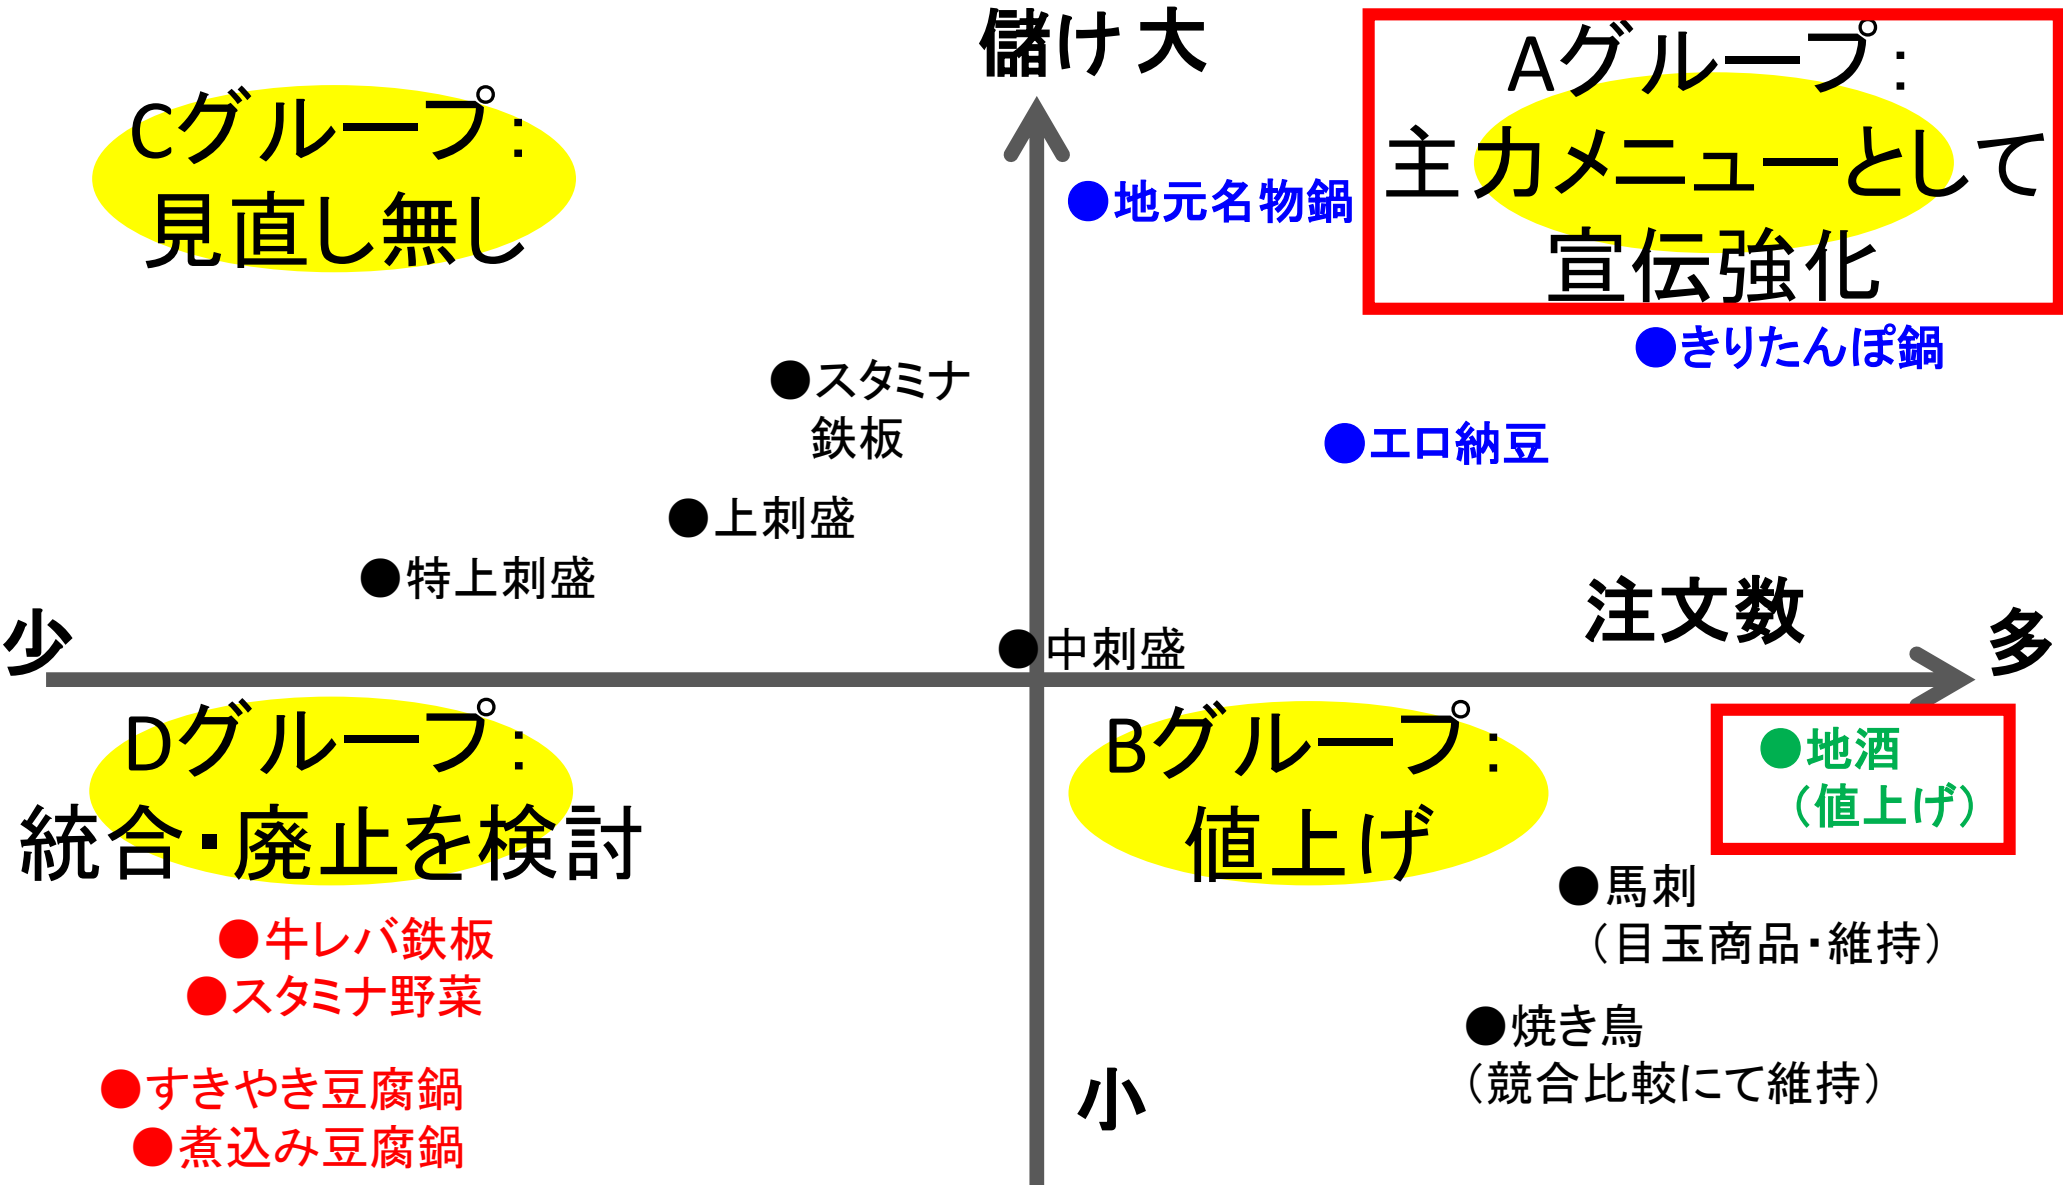 儲け 大
Cグループ：
見直し無し
Aグループ：
主力メニューとして
宣伝強化
●地元名物鍋
●きりたんぽ鍋
●スタミナ
鉄板
●エロ納豆
●上刺盛
●特上刺盛
注文数
少
●中刺盛
多
Dグループ：
統合・廃止を検討
Bグループ：
値上げ
●地酒
（値上げ）
●馬刺
（目玉商品・維持）
●牛レバ鉄板
●スタミナ野菜
●焼き鳥
（競合比較にて維持）
●すきやき豆腐鍋
●煮込み豆腐鍋
小